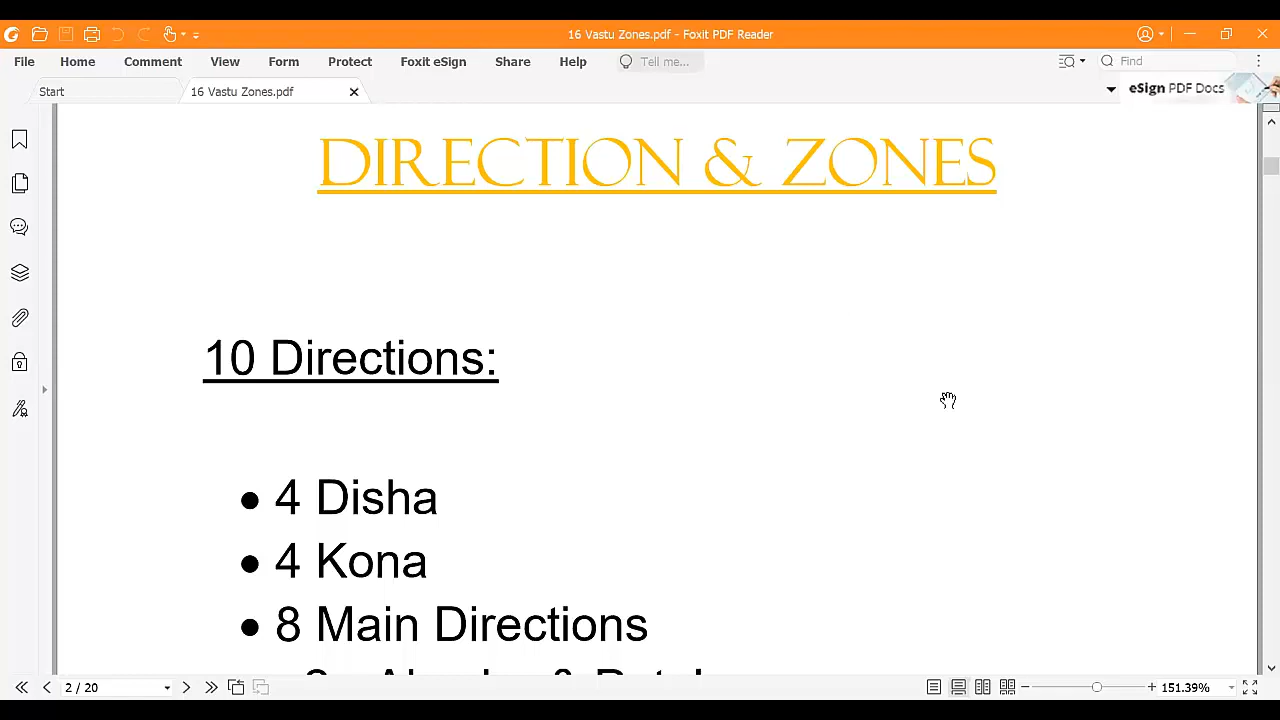 16 Vastu Zones.pdf - Foxit PDF Reader
File Home Comment View Form Protect Foxit eSign Share Help Tell me... Find
Start 16 Vastu Zones.pdf eSign PDF Docs
DIRECTION & ZONES
10 Directions:
• 4 Disha
• 4 Kona
• 8 Main Directions
2 / 20 151.39%